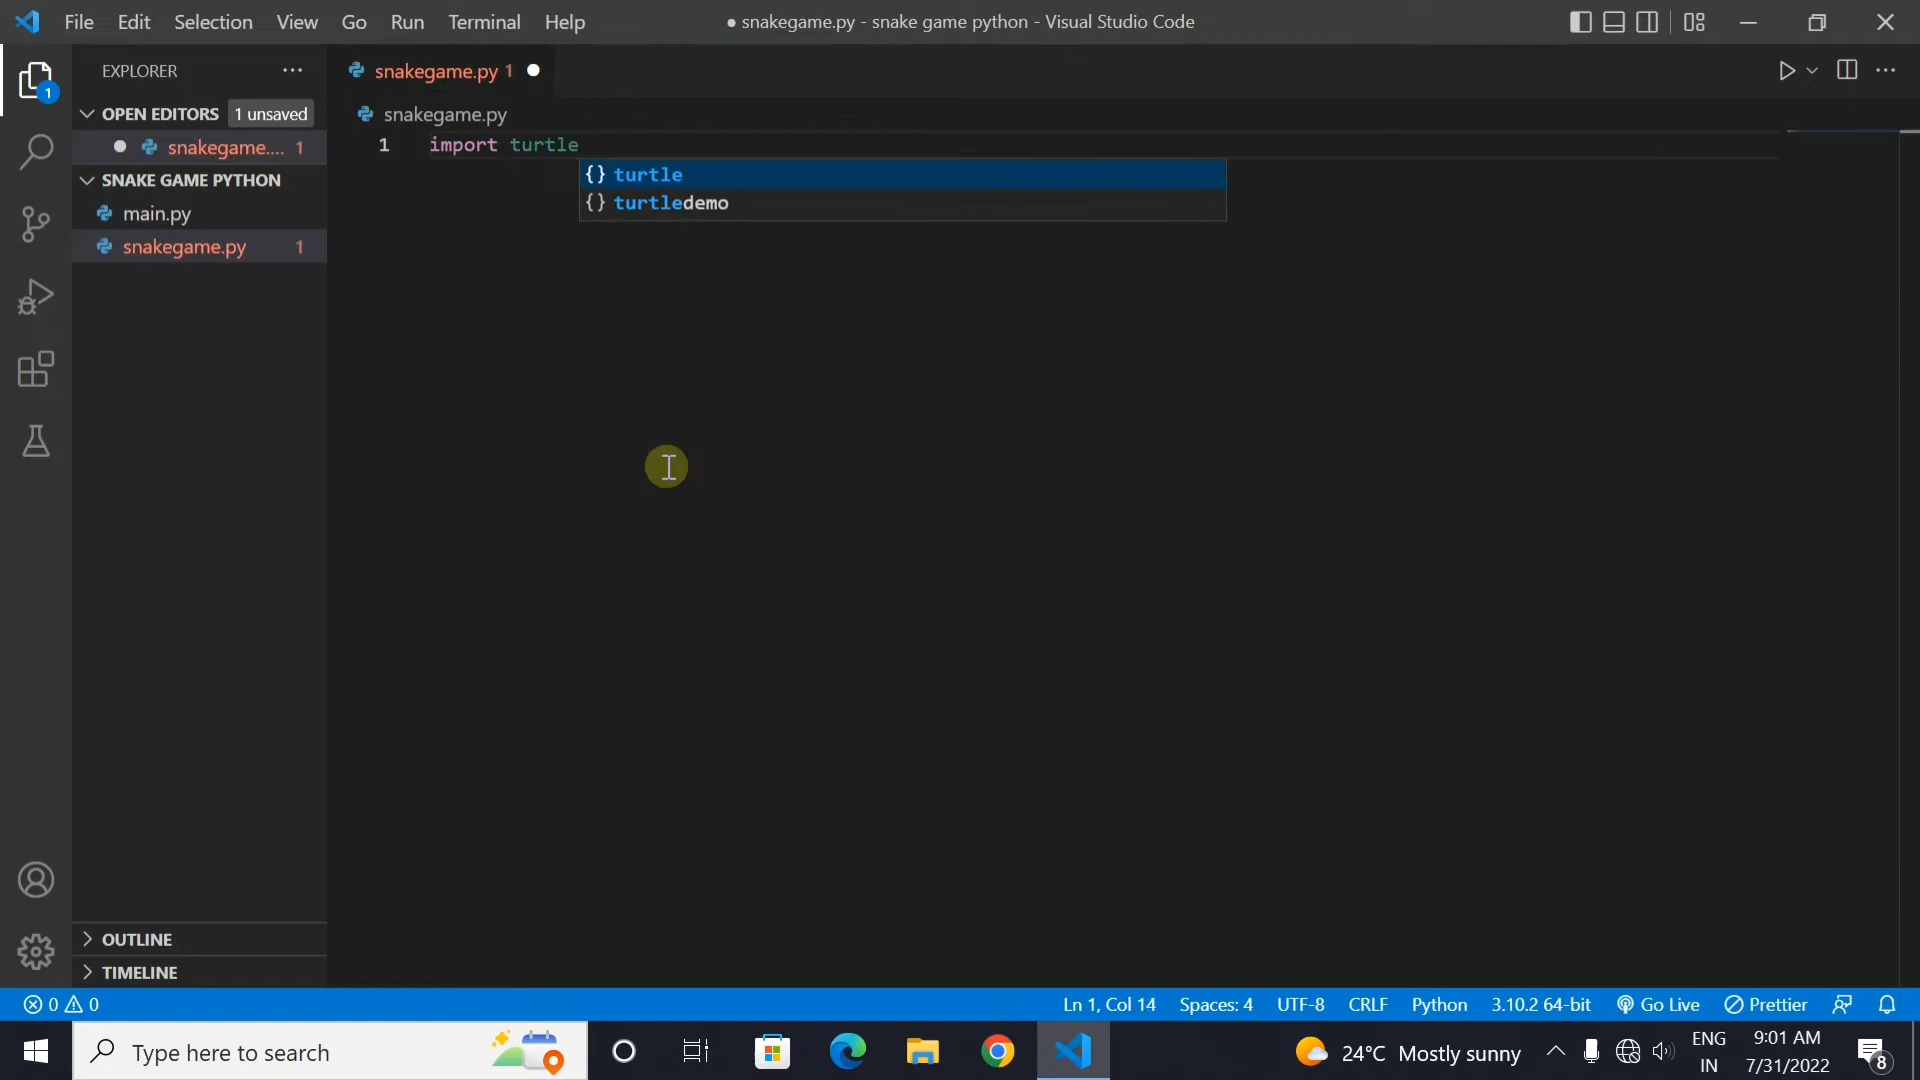 File Edit Selection View Go Run Terminal Help
● snakegame.py - snake game python - Visual Studio Code
EXPLORER
snakegame.py 1
OPEN EDITORS 1 unsaved
snakegame.py
snakegame.... 1
1 import turtle
SNAKE GAME PYTHON
{} turtle
main.py
{} turtledemo
snakegame.py 1
1
OUTLINE
TIMELINE
0 0
Ln 1, Col 14 Spaces: 4 UTF-8 CRLF Python 3.10.2 64-bit Go Live Prettier
Type here to search
24°C Mostly sunny
ENG
IN
9:01 AM
7/31/2022
8